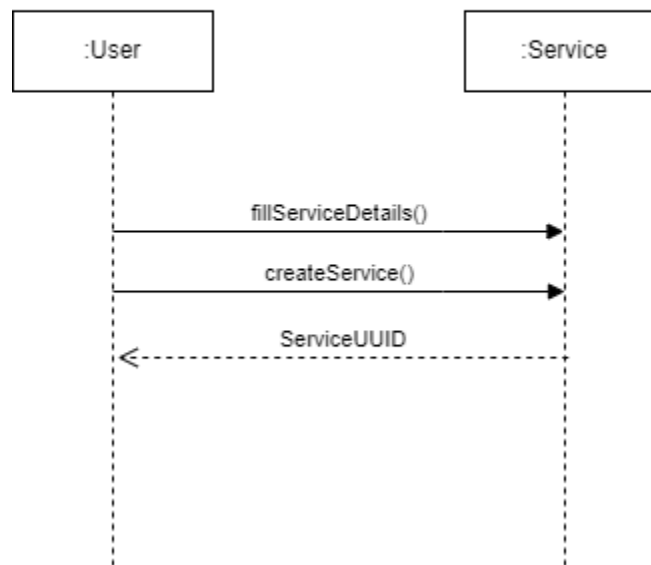 :User
:Service
fillServiceDetails()
createService()
ServiceUUID